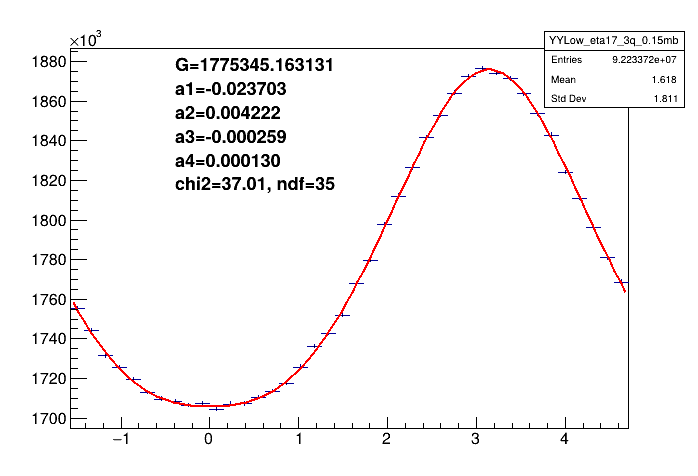 ×10³
YYLow_eta17_3q_0.15mb
Entries 9.223372e+07
Mean 1.618
Std Dev 1.811
G=1775345.163131
a1=-0.023703
a2=0.004222
a3=-0.000259
a4=0.000130
chi2=37.01, ndf=35
1880
1860
1840
1820
1800
1780
1760
1740
1720
1700
−1 0 1 2 3 4